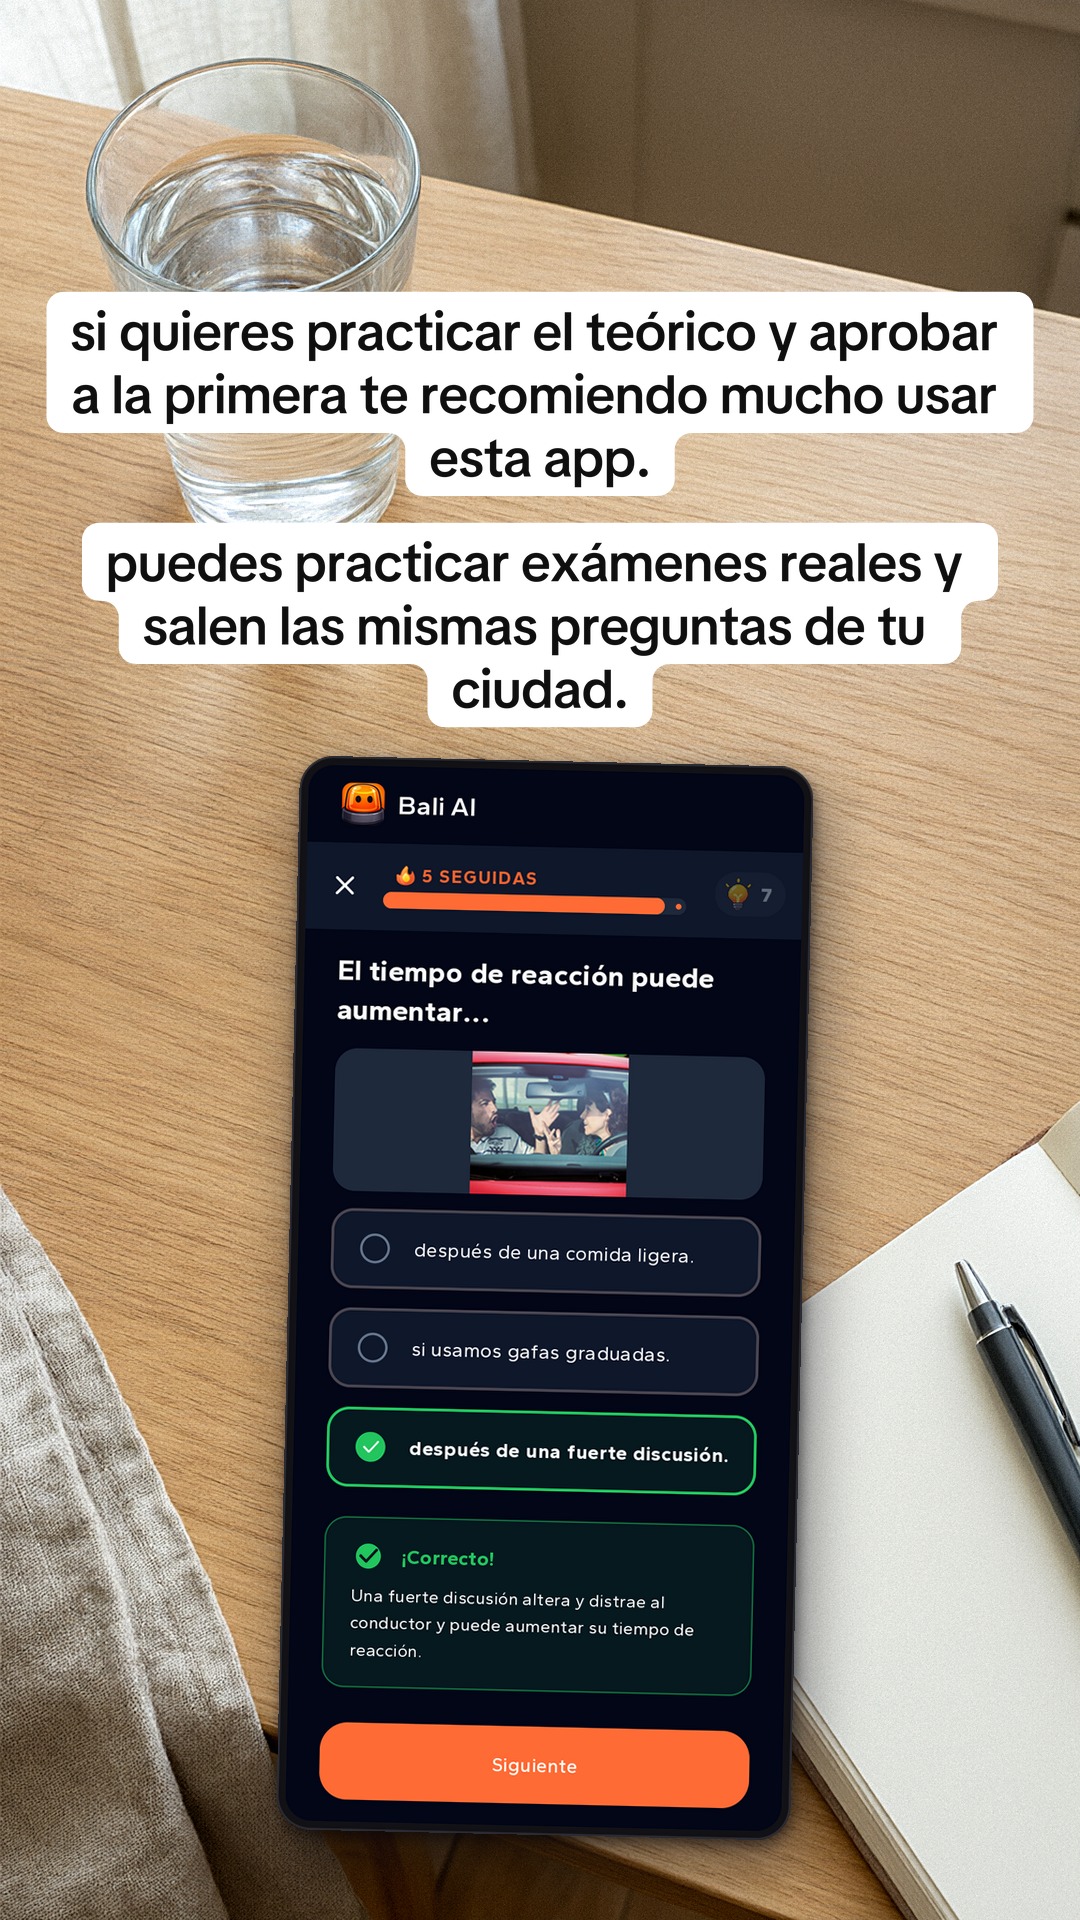 si quieres practicar el teórico y aprobar
a la primera te recomiendo mucho usar
esta app.
puedes practicar exámenes reales y
salen las mismas preguntas de tu
ciudad.
Bali AI
5 SEGUIDAS
7
El tiempo de reacción puede
aumentar...
después de una comida ligera.
si usamos gafas graduadas.
después de una fuerte discusión.
¡Correcto!
Una fuerte discusión altera y distrae al
conductor y puede aumentar su tiempo de
reacción.
Siguiente